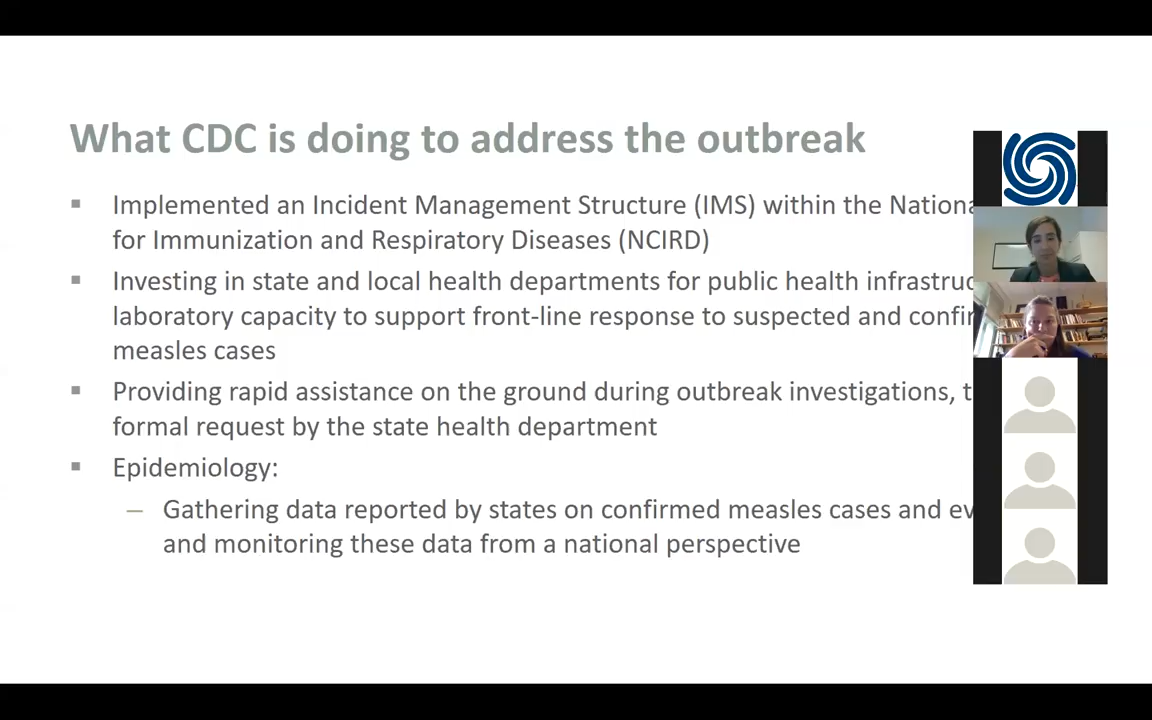 What CDC is doing to address the outbreak
Implemented an Incident Management Structure (IMS) within the
for Immunization and Respiratory Diseases (NCIRD)
Investing in state and local health departments for public health
laboratory capacity to support front-line response to suspected and
measles cases
Providing rapid assistance on the ground during outbreak investigations,
formal request by the state health department
Epidemiology:
– Gathering data reported by states on confirmed measles cases and
and monitoring these data from a national perspective